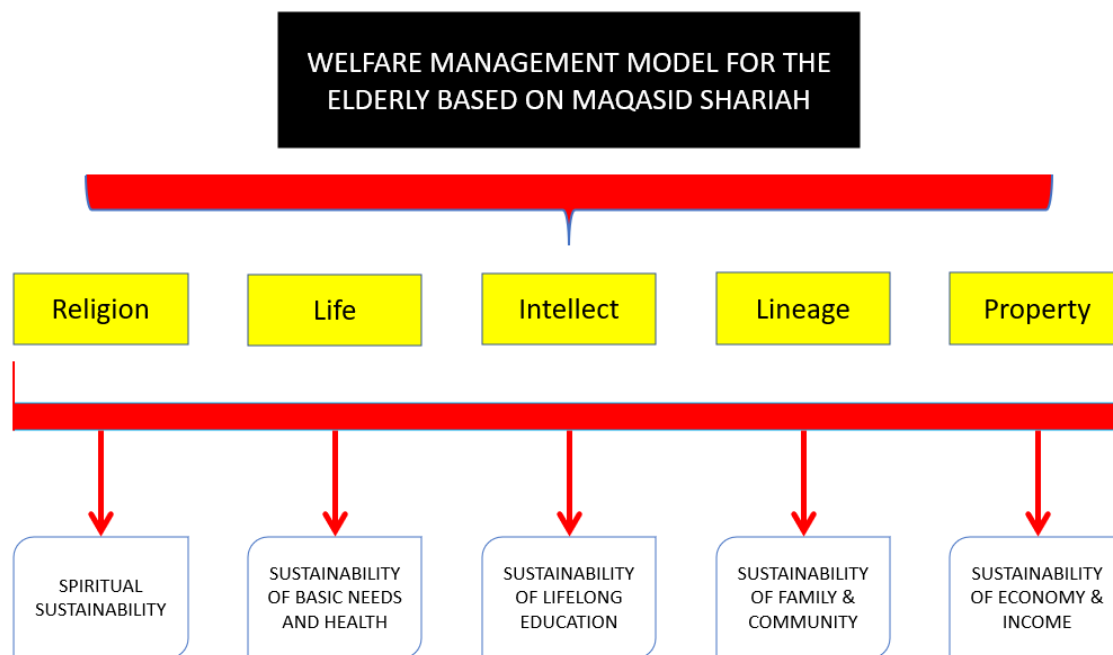 WELFARE MANAGEMENT MODEL FOR THE
ELDERLY BASED ON MAQASID SHARIAH
Religion
Life
Intellect
Lineage
Property
SPIRITUAL
SUSTAINABILITY
SUSTAINABILITY
OF BASIC NEEDS
AND HEALTH
SUSTAINABILITY
OF LIFELONG
EDUCATION
SUSTAINABILITY
OF FAMILY &
COMMUNITY
SUSTAINABILITY
OF ECONOMY &
INCOME